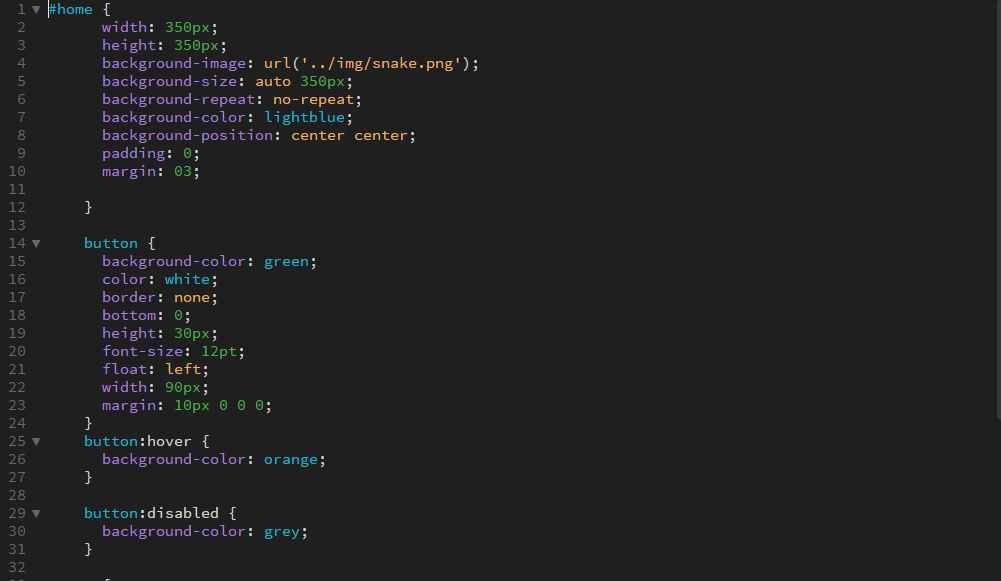 1 #home {
2 width: 350px;
3 height: 350px;
4 background-image: url('../img/snake.png');
5 background-size: auto 350px;
6 background-repeat: no-repeat;
7 background-color: lightblue;
8 background-position: center center;
9 padding: 0;
10 margin: 03;
11
12 }
13
14 button {
15 background-color: green;
16 color: white;
17 border: none;
18 bottom: 0;
19 height: 30px;
20 font-size: 12pt;
21 float: left;
22 width: 90px;
23 margin: 10px 0 0 0;
24 }
25 button:hover {
26 background-color: orange;
27 }
28
29 button:disabled {
30 background-color: grey;
31 }
32